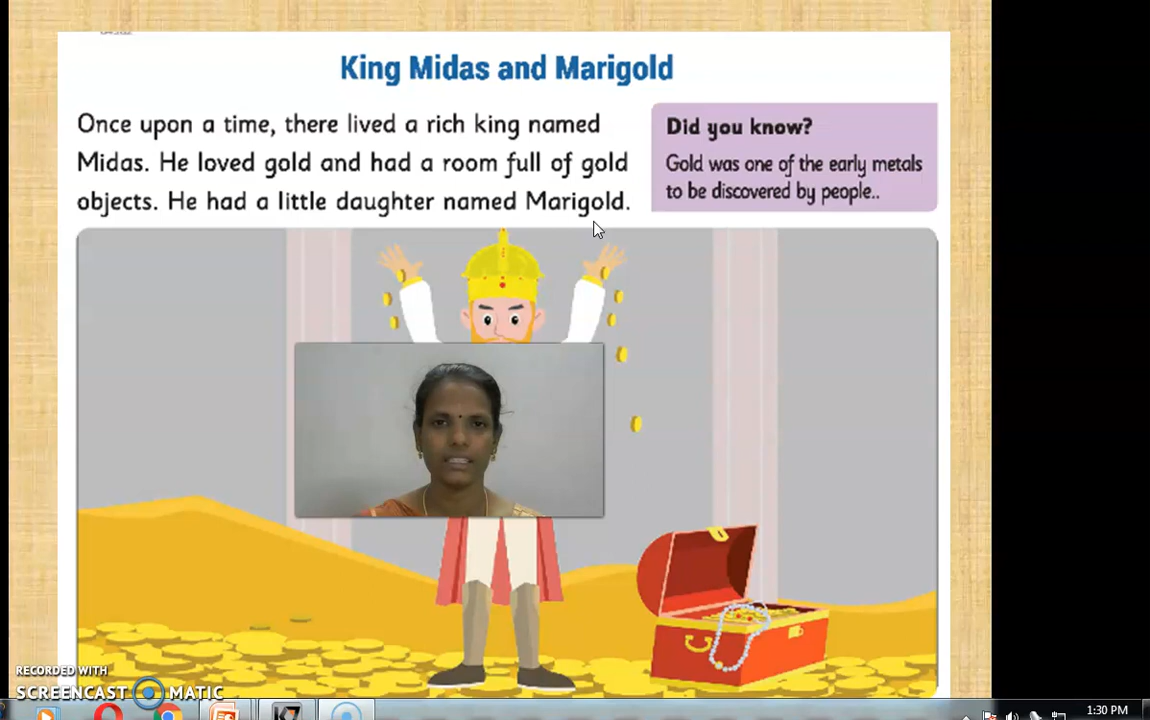 King Midas and Marigold
Once upon a time, there lived a rich king named
Midas. He loved gold and had a room full of gold
objects. He had a little daughter named Marigold.
Did you know?
Gold was one of the early metals
to be discovered by people..
RECORDED WITH
SCREENCAST MATIC
1:30 PM